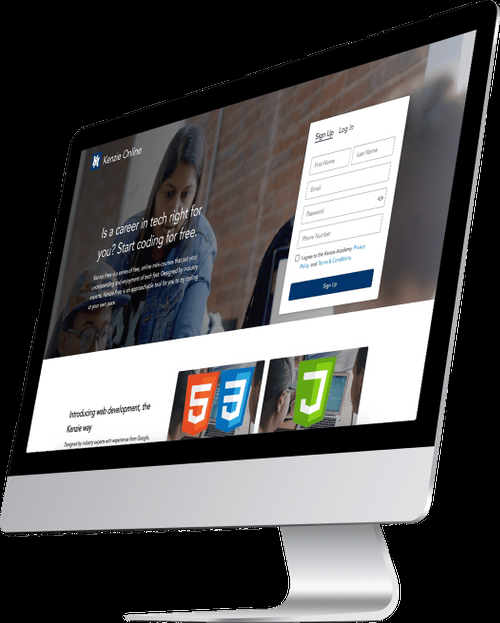 Kenzie Online
Is a career in tech right for
you? Start coding for free.
Kenzie Free is a series of free, online mini-courses that put your
understanding and enjoyment of tech first. Designed by industry
experts, Kenzie Free is an approachable tool for you to try coding
at your own pace.
Sign Up Log In
First Name Last Name
Email
Password
Phone Number
I agree to the Kenzie Academy Privacy
Policy and Terms & Conditions.
Sign Up
Introducing web development, the
Kenzie way
Designed by industry experts with experience from Google,
5 3 J